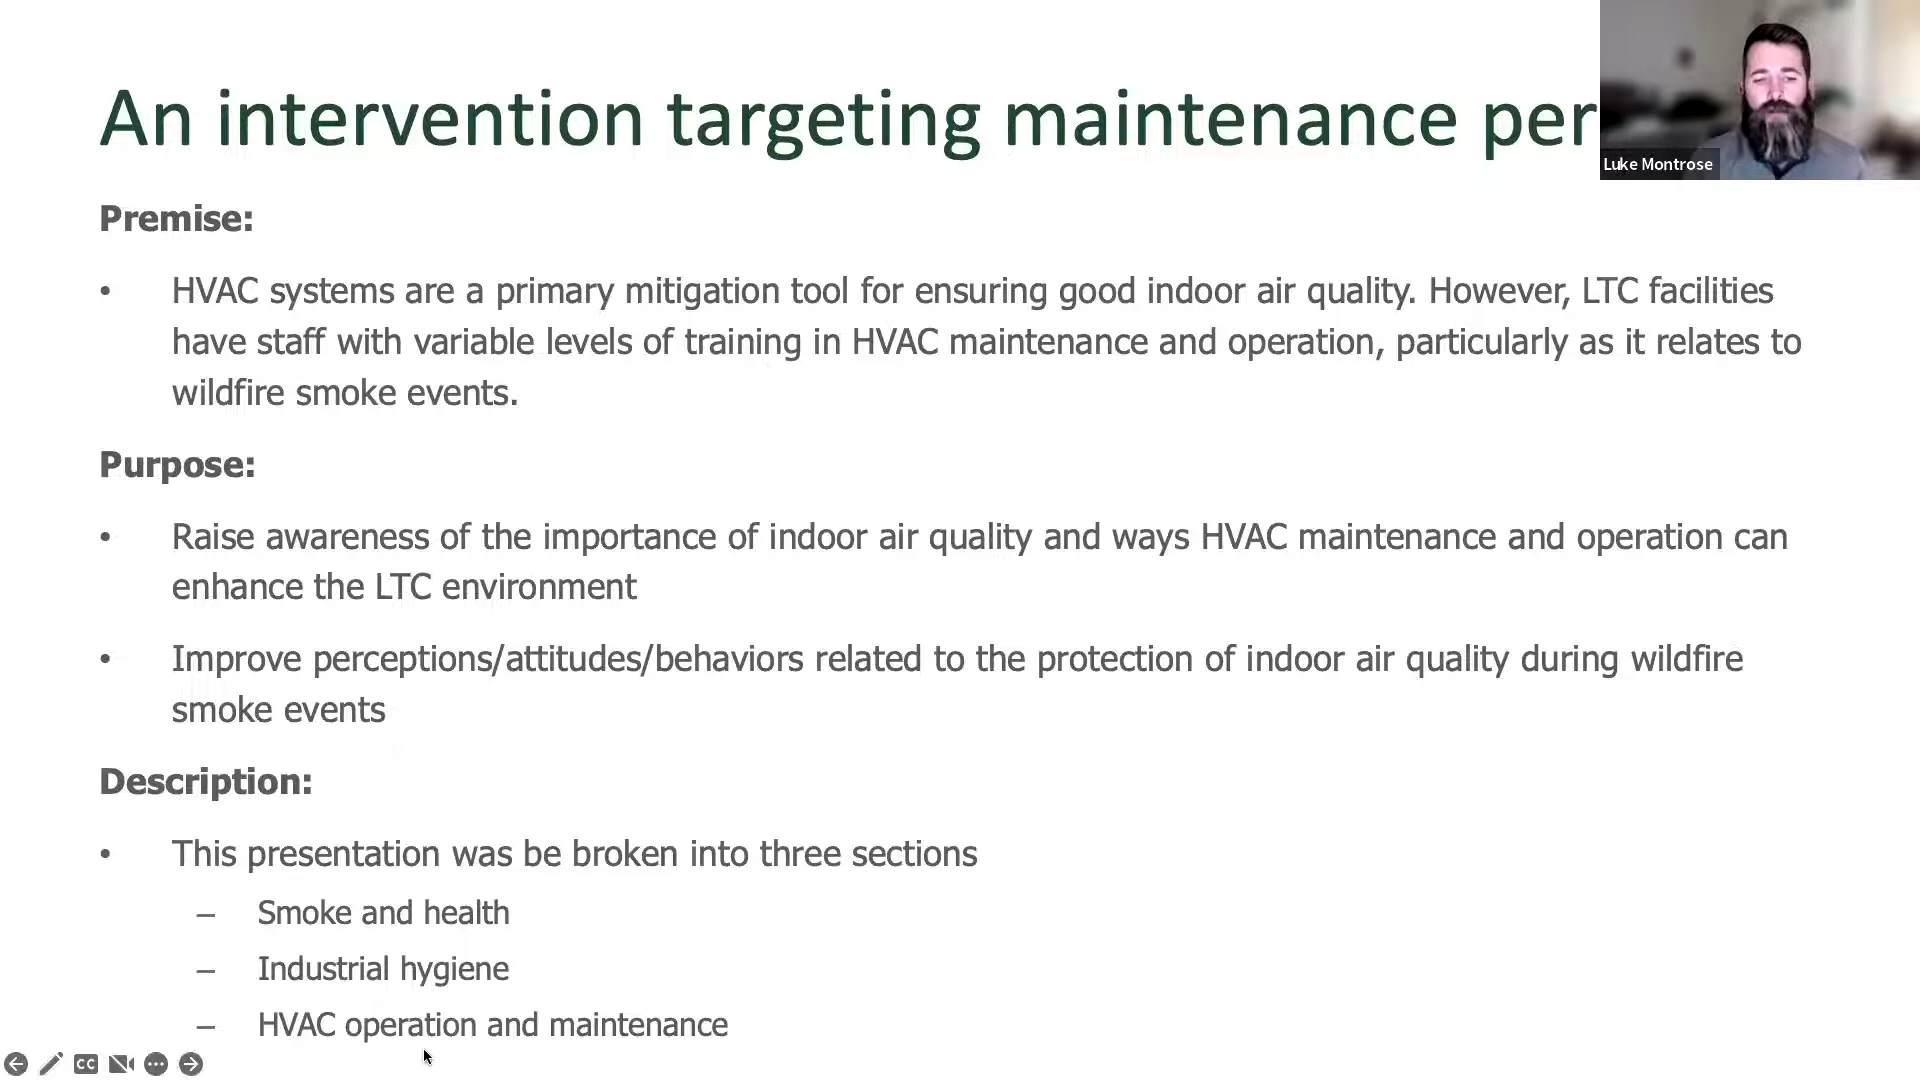 An intervention targeting maintenance per
Luke Montrose
Premise:
• HVAC systems are a primary mitigation tool for ensuring good indoor air quality. However, LTC facilities
have staff with variable levels of training in HVAC maintenance and operation, particularly as it relates to
wildfire smoke events.
Purpose:
• Raise awareness of the importance of indoor air quality and ways HVAC maintenance and operation can
enhance the LTC environment
• Improve perceptions/attitudes/behaviors related to the protection of indoor air quality during wildfire
smoke events
Description:
• This presentation was be broken into three sections
– Smoke and health
– Industrial hygiene
– HVAC operation and maintenance
CC